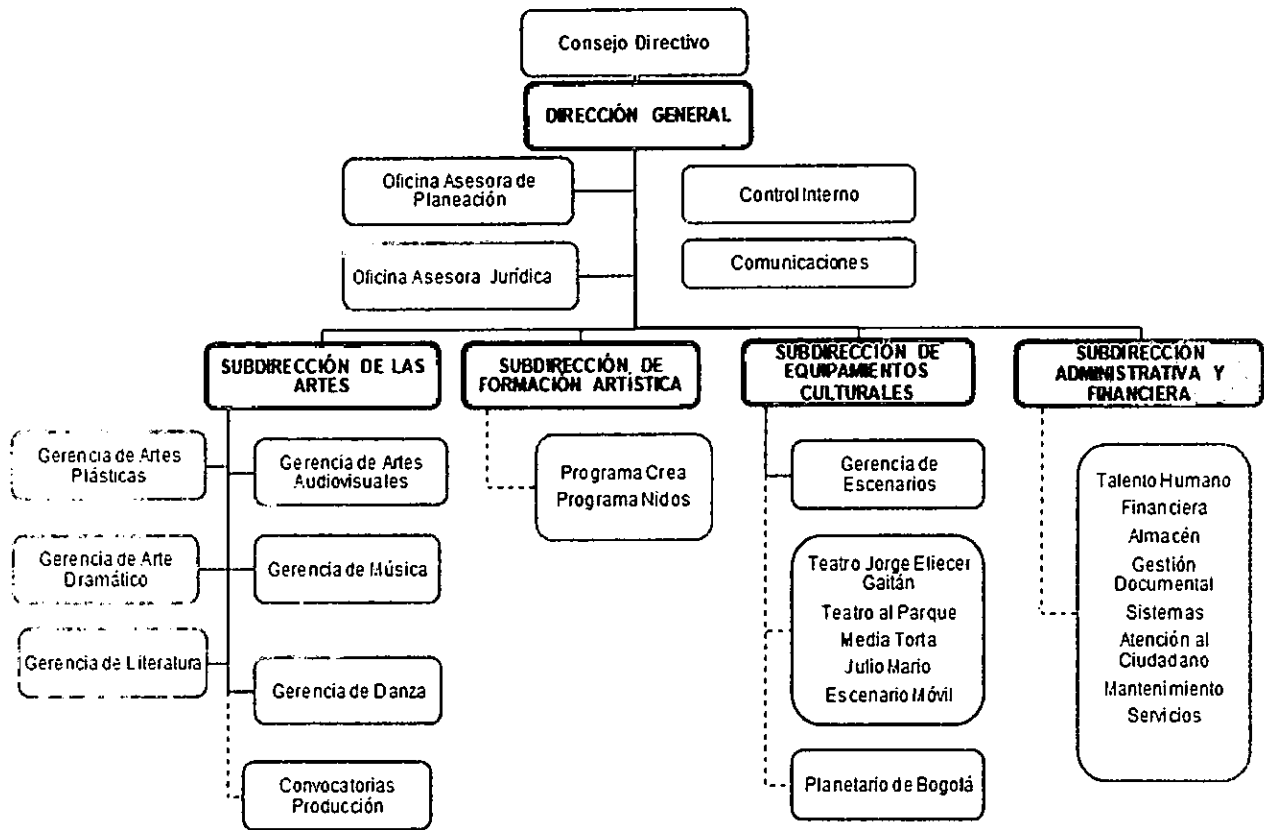 Consejo Directivo
DIRECCIÓN GENERAL
Oficina Asesora de
Planeación
Control Interno
Oficina Asesora Jurídica
Comunicaciones
SUBDIRECCIÓN DE LAS
ARTES
SUBDIRECCIÓN DE
FORMACIÓN ARTÍSTICA
SUBDIRECCIÓN DE
EQUIPAMIENTOS
CULTURALES
SUBDIRECCIÓN
ADMINISTRATIVA Y
FINANCIERA
Gerencia de Artes
Plásticas
Gerencia de Artes
Audiovisuales
Gerencia de Arte
Dramático
Gerencia de Música
Gerencia de Literatura
Gerencia de Danza
Convocatorias
Producción
Programa Crea
Programa Nidos
Gerencia de
Escenarios
Teatro Jorge Eliecer
Gaitán
Teatro al Parque
Media Torta
Julio Mario
Escenario Móvil
Planetario de Bogotá
Talento Humano
Financiera
Almacén
Gestión
Documental
Sistemas
Atención al
Ciudadano
Mantenimiento
Servicios